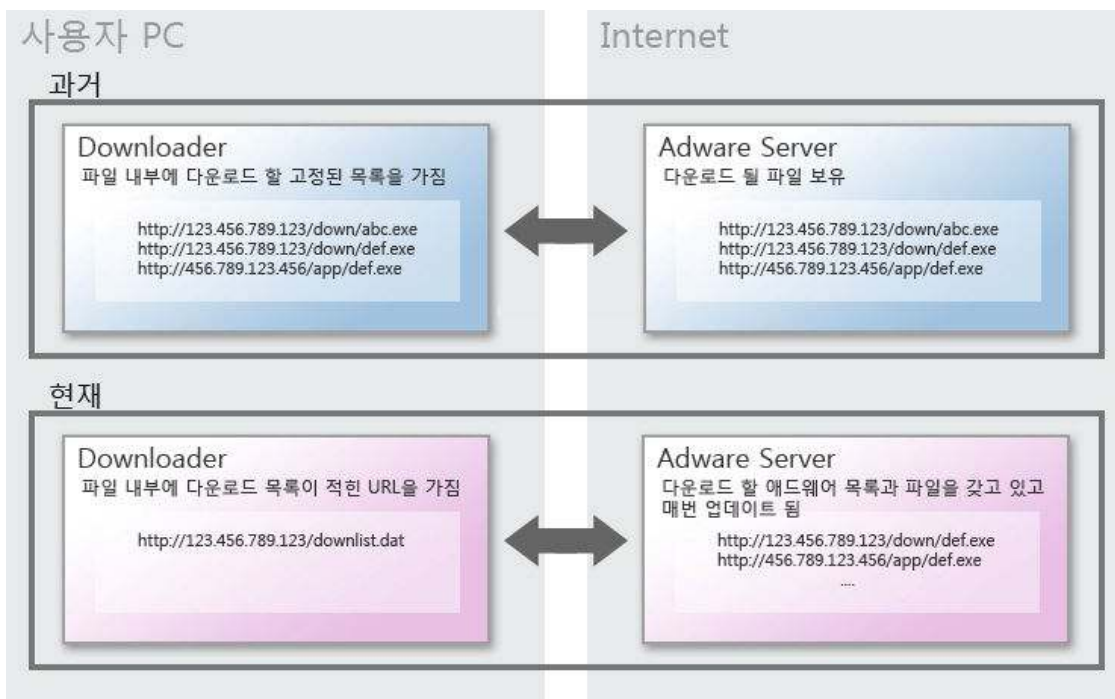 사용자 PC
Internet
과거
Downloader
파일 내부에 다운로드 할 고정된 목록을 가짐
http://123.456.789.123/down/abc.exe
http://123.456.789.123/down/def.exe
http://456.789.123.456/app/def.exe
Adware Server
다운로드 될 파일 보유
http://123.456.789.123/down/abc.exe
http://123.456.789.123/down/def.exe
http://456.789.123.456/app/def.exe
현재
Downloader
파일 내부에 다운로드 목록이 적힌 URL을 가짐
http://123.456.789.123/downlist.dat
Adware Server
다운로드 할 애드웨어 목록과 파일을 갖고 있고
매번 업데이트 됨
http://123.456.789.123/down/def.exe
http://456.789.123.456/app/def.exe
....